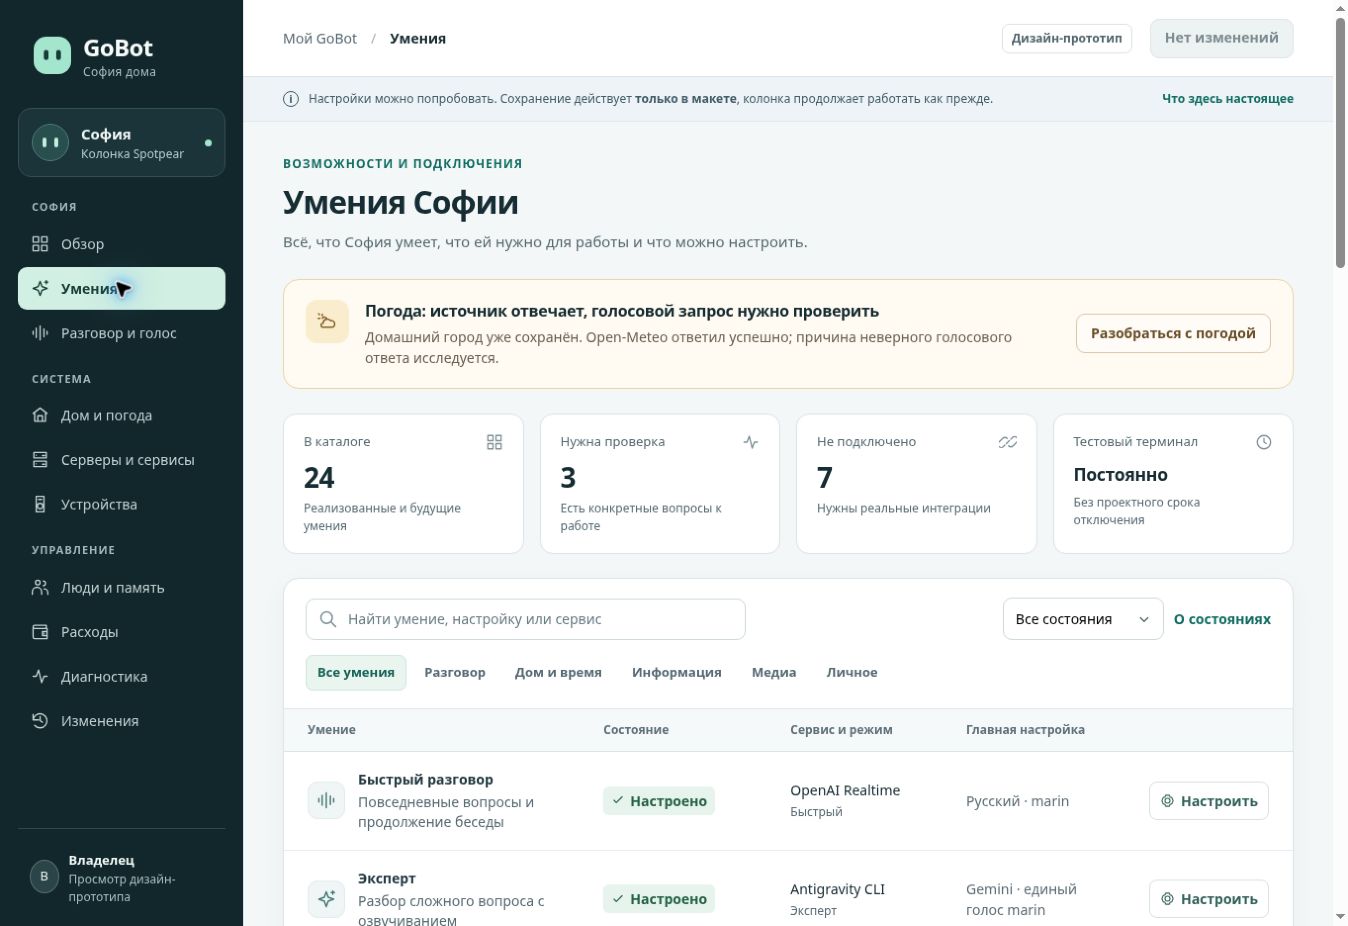 GoBot
София дома
София
Колонка Spotpear
СОФИЯ
Обзор
Умения
Разговор и голос
СИСТЕМА
Дом и погода
Серверы и сервисы
Устройства
УПРАВЛЕНИЕ
Люди и память
Расходы
Диагностика
Изменения
В
Владелец
Просмотр дизайн-
прототипа
Мой GoBot / Умения
Дизайн-прототип
Нет изменений
Настройки можно попробовать. Сохранение действует только в макете, колонка продолжает работать как прежде.
Что здесь настоящее
ВОЗМОЖНОСТИ И ПОДКЛЮЧЕНИЯ
Умения Софии
Всё, что София умеет, что ей нужно для работы и что можно настроить.
Погода: источник отвечает, голосовой запрос нужно проверить
Домашний город уже сохранён. Open-Meteo ответил успешно; причина неверного голосового
ответа исследуется.
Разобраться с погодой
В каталоге
24
Реализованные и будущие
умения
Нужна проверка
3
Есть конкретные вопросы к
работе
Не подключено
7
Нужны реальные интеграции
Тестовый терминал
Постоянно
Без проектного срока
отключения
Найти умение, настройку или сервис
Все состояния
О состояниях
Все умения
Разговор
Дом и время
Информация
Медиа
Личное
Умение
Состояние
Сервис и режим
Главная настройка
Быстрый разговор
Повседневные вопросы и
продолжение беседы
Настроено
OpenAI Realtime
Быстрый
Русский · marin
Настроить
Эксперт
Разбор сложного вопроса с
озвучиванием
Настроено
Antigravity CLI
Эксперт
Gemini · единый
голос marin
Настроить